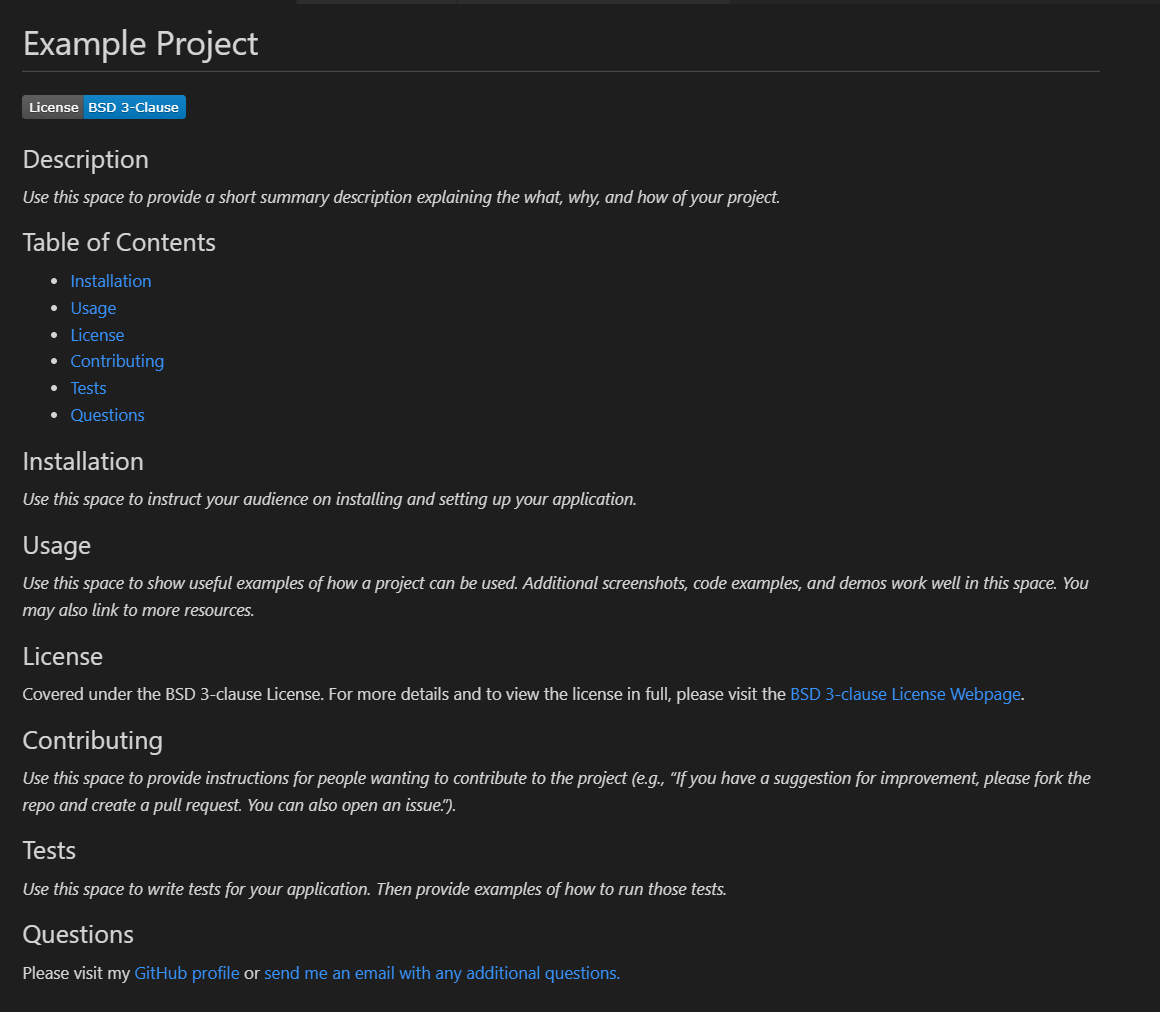 Example Project
License BSD 3-Clause
Description
Use this space to provide a short summary description explaining the what, why, and how of your project.
Table of Contents
• Installation
• Usage
• License
• Contributing
• Tests
• Questions
Installation
Use this space to instruct your audience on installing and setting up your application.
Usage
Use this space to show useful examples of how a project can be used. Additional screenshots, code examples, and demos work well in this space. You
may also link to more resources.
License
Covered under the BSD 3-clause License. For more details and to view the license in full, please visit the BSD 3-clause License Webpage.
Contributing
Use this space to provide instructions for people wanting to contribute to the project (e.g., “If you have a suggestion for improvement, please fork the
repo and create a pull request. You can also open an issue.”).
Tests
Use this space to write tests for your application. Then provide examples of how to run those tests.
Questions
Please visit my GitHub profile or send me an email with any additional questions.